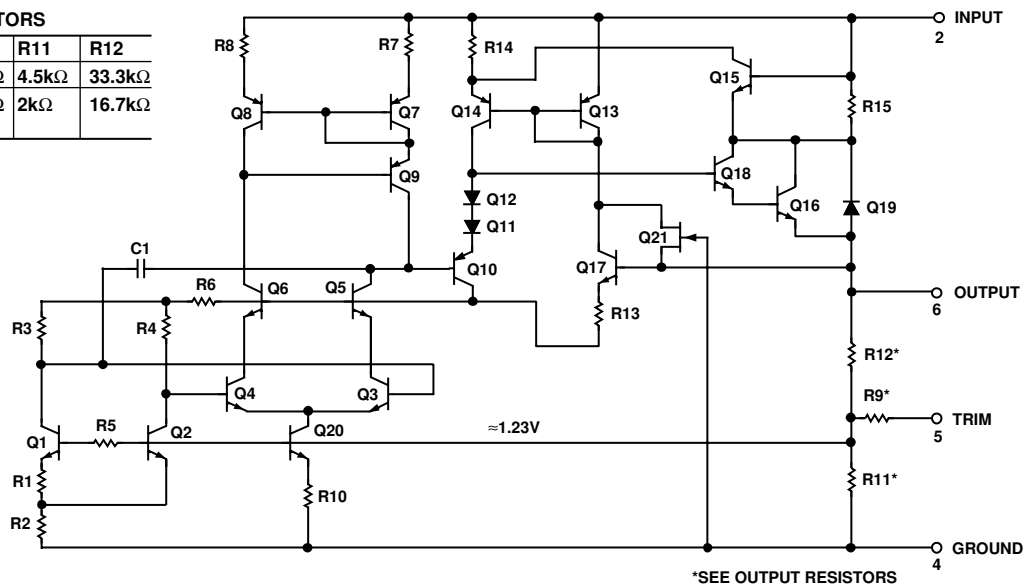 TORS
R11 R12
Ω 4.5kΩ 33.3kΩ
Ω 2kΩ 16.7kΩ
R8
R7
R14
INPUT
2
Q15
Q8
Q7
Q14
Q13
R15
Q9
Q18
Q12
Q16
Q19
Q11
Q21
C1
Q10
Q17
R6
Q6
Q5
OUTPUT
6
R3
R4
R13
R12*
Q4
Q3
R9*
TRIM
5
Q1
R5
Q2
Q20
≈1.23V
R1
R10
R11*
R2
GROUND
4
*SEE OUTPUT RESISTORS